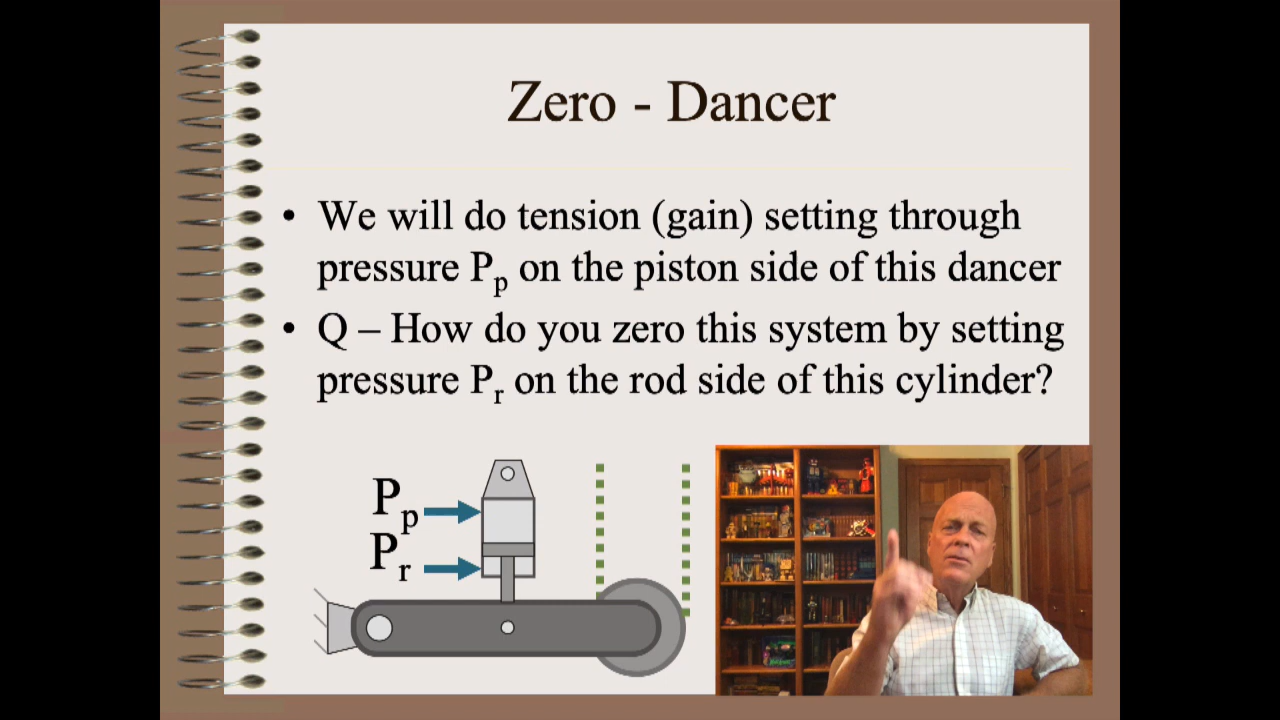 Zero - Dancer
• We will do tension (gain) setting through
pressure Pp on the piston side of this dancer
• Q – How do you zero this system by setting
pressure Pr on the rod side of this cylinder?
Pp
Pr